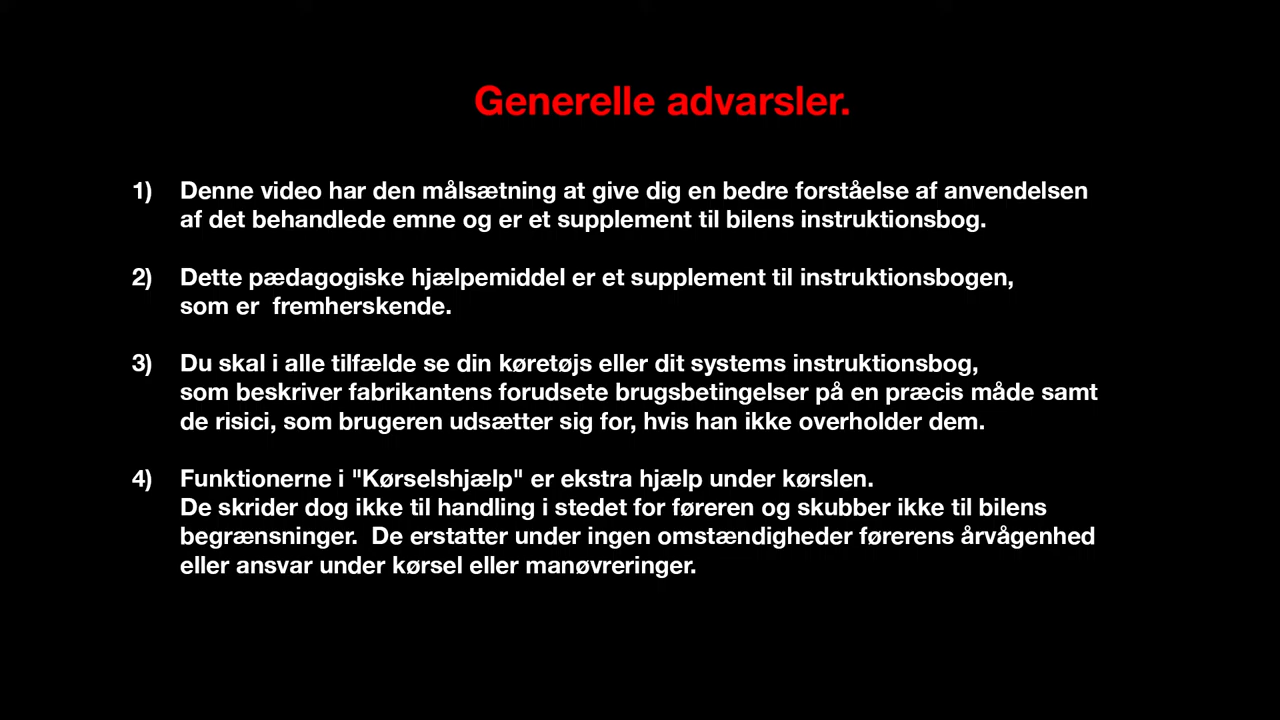 Generelle advarsler.
1) Denne video har den målsætning at give dig en bedre forståelse af anvendelsen
af det behandlede emne og er et supplement til bilens instruktionsbog.
2) Dette pædagogiske hjælpemiddel er et supplement til instruktionsbogen,
som er  fremherskende.
3) Du skal i alle tilfælde se din køretøjs eller dit systems instruktionsbog,
som beskriver fabrikantens forudsete brugsbetingelser på en præcis måde samt
de risici, som brugeren udsætter sig for, hvis han ikke overholder dem.
4) Funktionerne i "Kørselshjælp" er ekstra hjælp under kørslen.
De skrider dog ikke til handling i stedet for føreren og skubber ikke til bilens
begrænsninger.  De erstatter under ingen omstændigheder førerens årvågenhed
eller ansvar under kørsel eller manøvreringer.